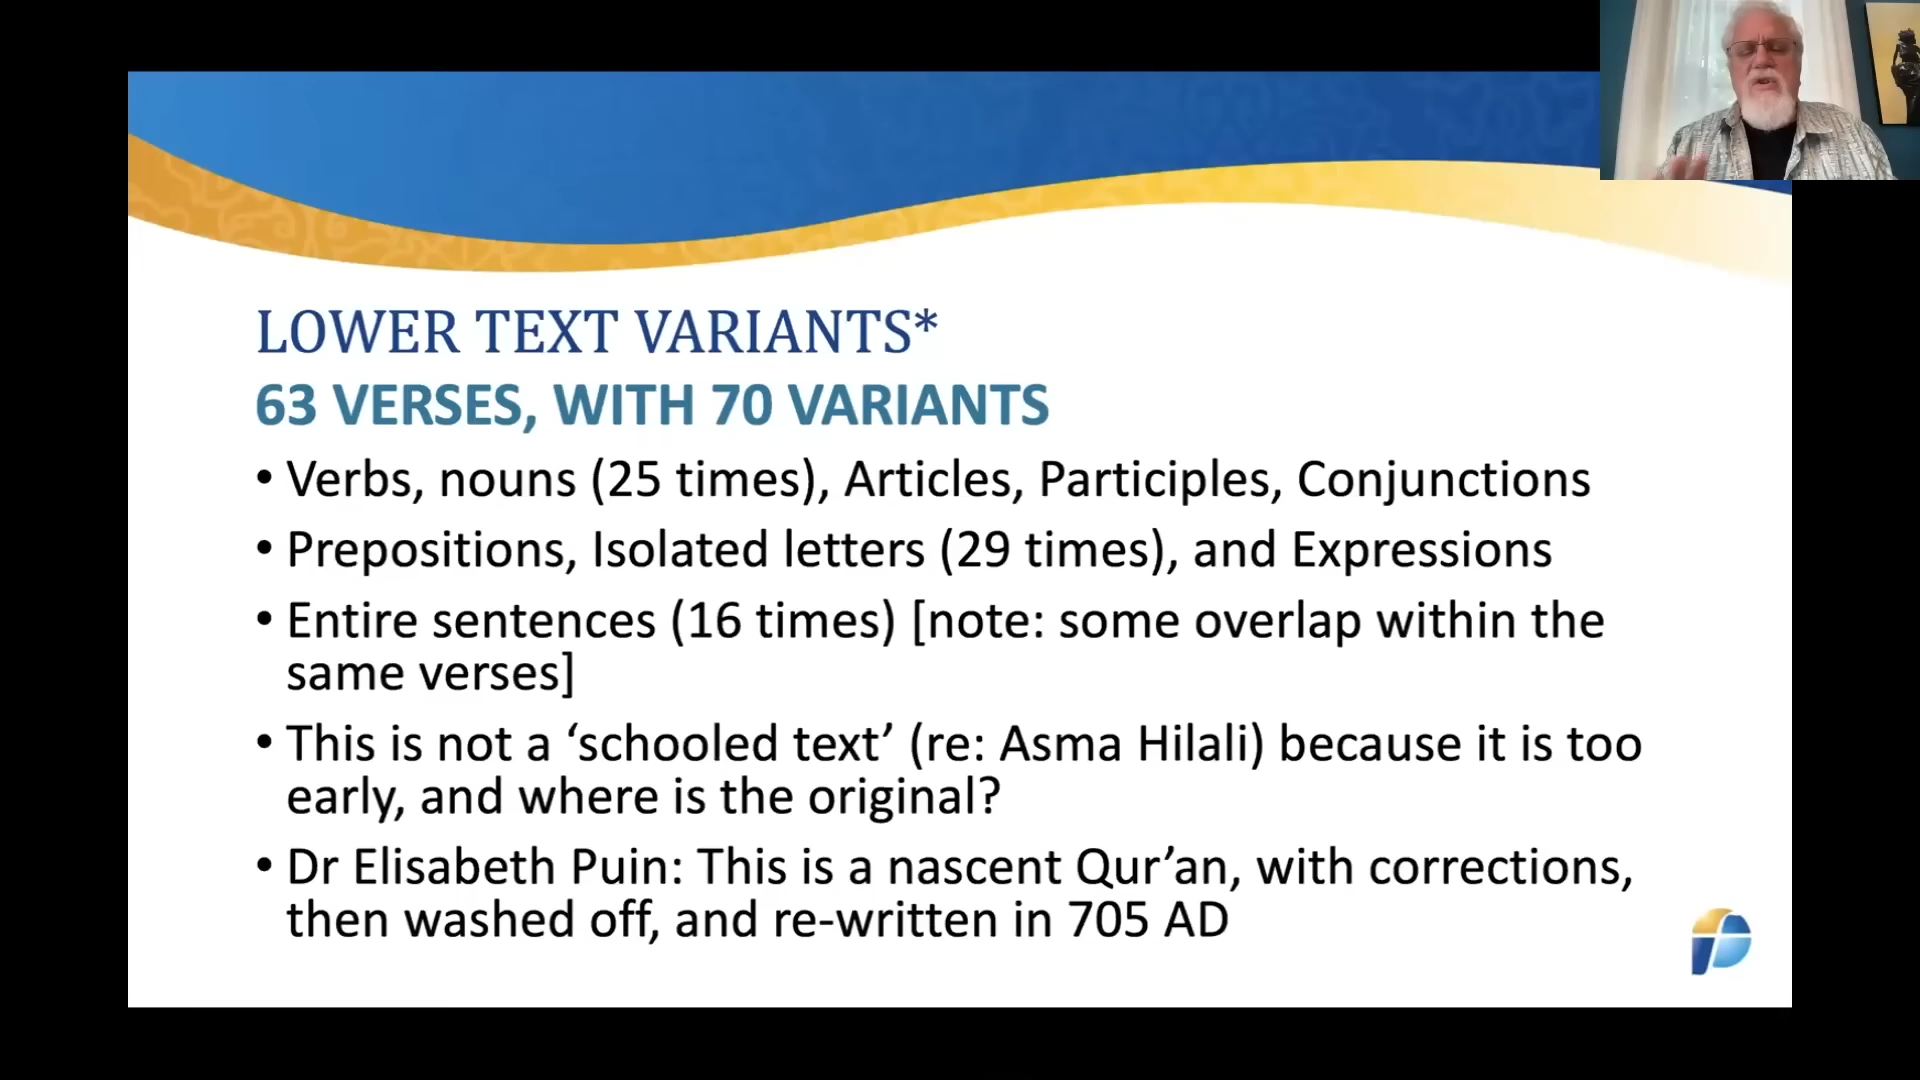 LOWER TEXT VARIANTS*
63 VERSES, WITH 70 VARIANTS
• Verbs, nouns (25 times), Articles, Participles, Conjunctions
• Prepositions, Isolated letters (29 times), and Expressions
• Entire sentences (16 times) [note: some overlap within the
same verses]
• This is not a ‘schooled text’ (re: Asma Hilali) because it is too
early, and where is the original?
• Dr Elisabeth Puin: This is a nascent Qur’an, with corrections,
then washed off, and re-written in 705 AD